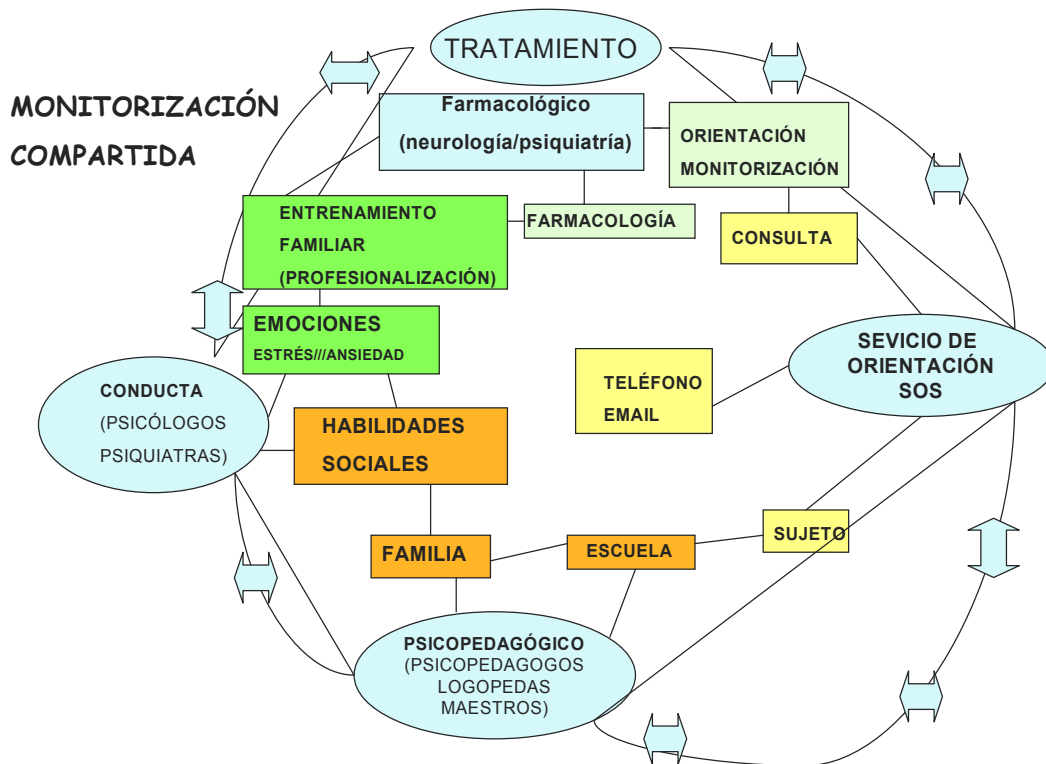 TRATAMIENTO
MONITORIZACIÓN
COMPARTIDA
Farmacológico
(neurología/psiquiatría)
ORIENTACIÓN
MONITORIZACIÓN
ENTRENAMIENTO
FAMILIAR
(PROFESIONALIZACIÓN)
FARMACOLOGÍA
CONSULTA
EMOCIONES
ESTRÉS///ANSIEDAD
SEVICIO DE
ORIENTACIÓN
SOS
TELÉFONO
EMAIL
CONDUCTA
(PSICÓLOGOS
PSIQUIATRAS)
HABILIDADES
SOCIALES
FAMILIA
ESCUELA
SUJETO
PSICOPEDAGÓGICO
(PSICOPEDAGOGOS
LOGOPEDAS
MAESTROS)